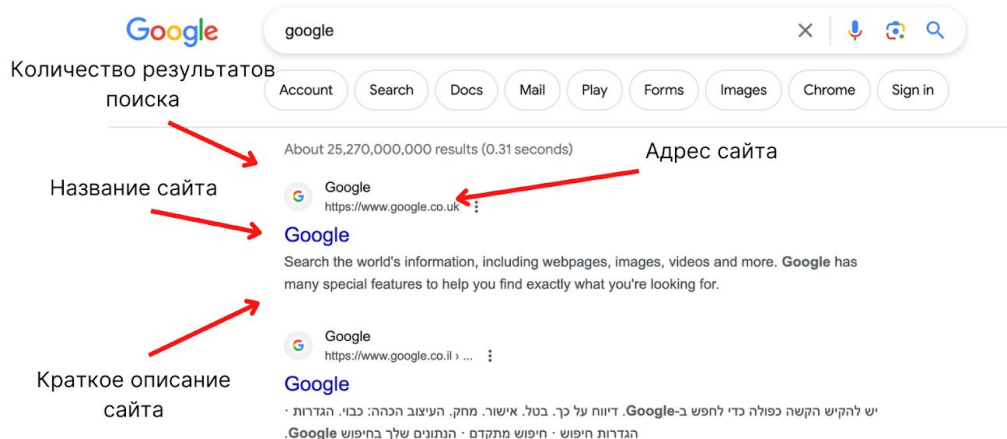 Google
google
Количество результатов
поиска
Account
Search
Docs
Mail
Play
Forms
Images
Chrome
Sign in
About 25,270,000,000 results (0.31 seconds)
Адрес сайта
Название сайта
Google
https://www.google.co.uk
Google
Search the world's information, including webpages, images, videos and more. Google has
many special features to help you find exactly what you're looking for.
Google
https://www.google.co.il › ...
Краткое описание
сайта
Google
יש להקיש הקשה כפולה כדי לחפש ב-Google. דיווח על כך. בטל. אישור. מחק. העיצוב הכהה: כבוי. הגדרות ·
הגדרות חיפוש · חיפוש מתקדם · הנתונים שלך בחיפוש Google.